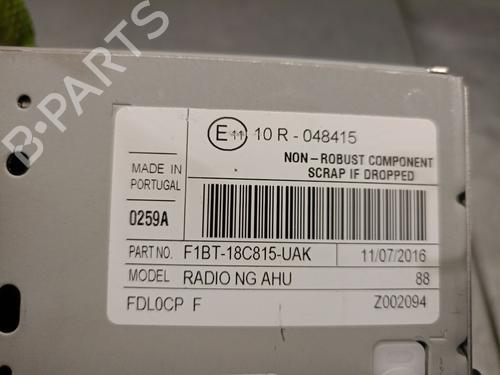 E 11 10 R - 048415
NON-ROBUST COMPONENT
SCRAP IF DROPPED
MADE IN
PORTUGAL
0259A
PART NO. F1BT-18C815-UAK 11/07/2016
MODEL RADIO NG AHU 88
FDL0CP F Z002094
B-PARTS